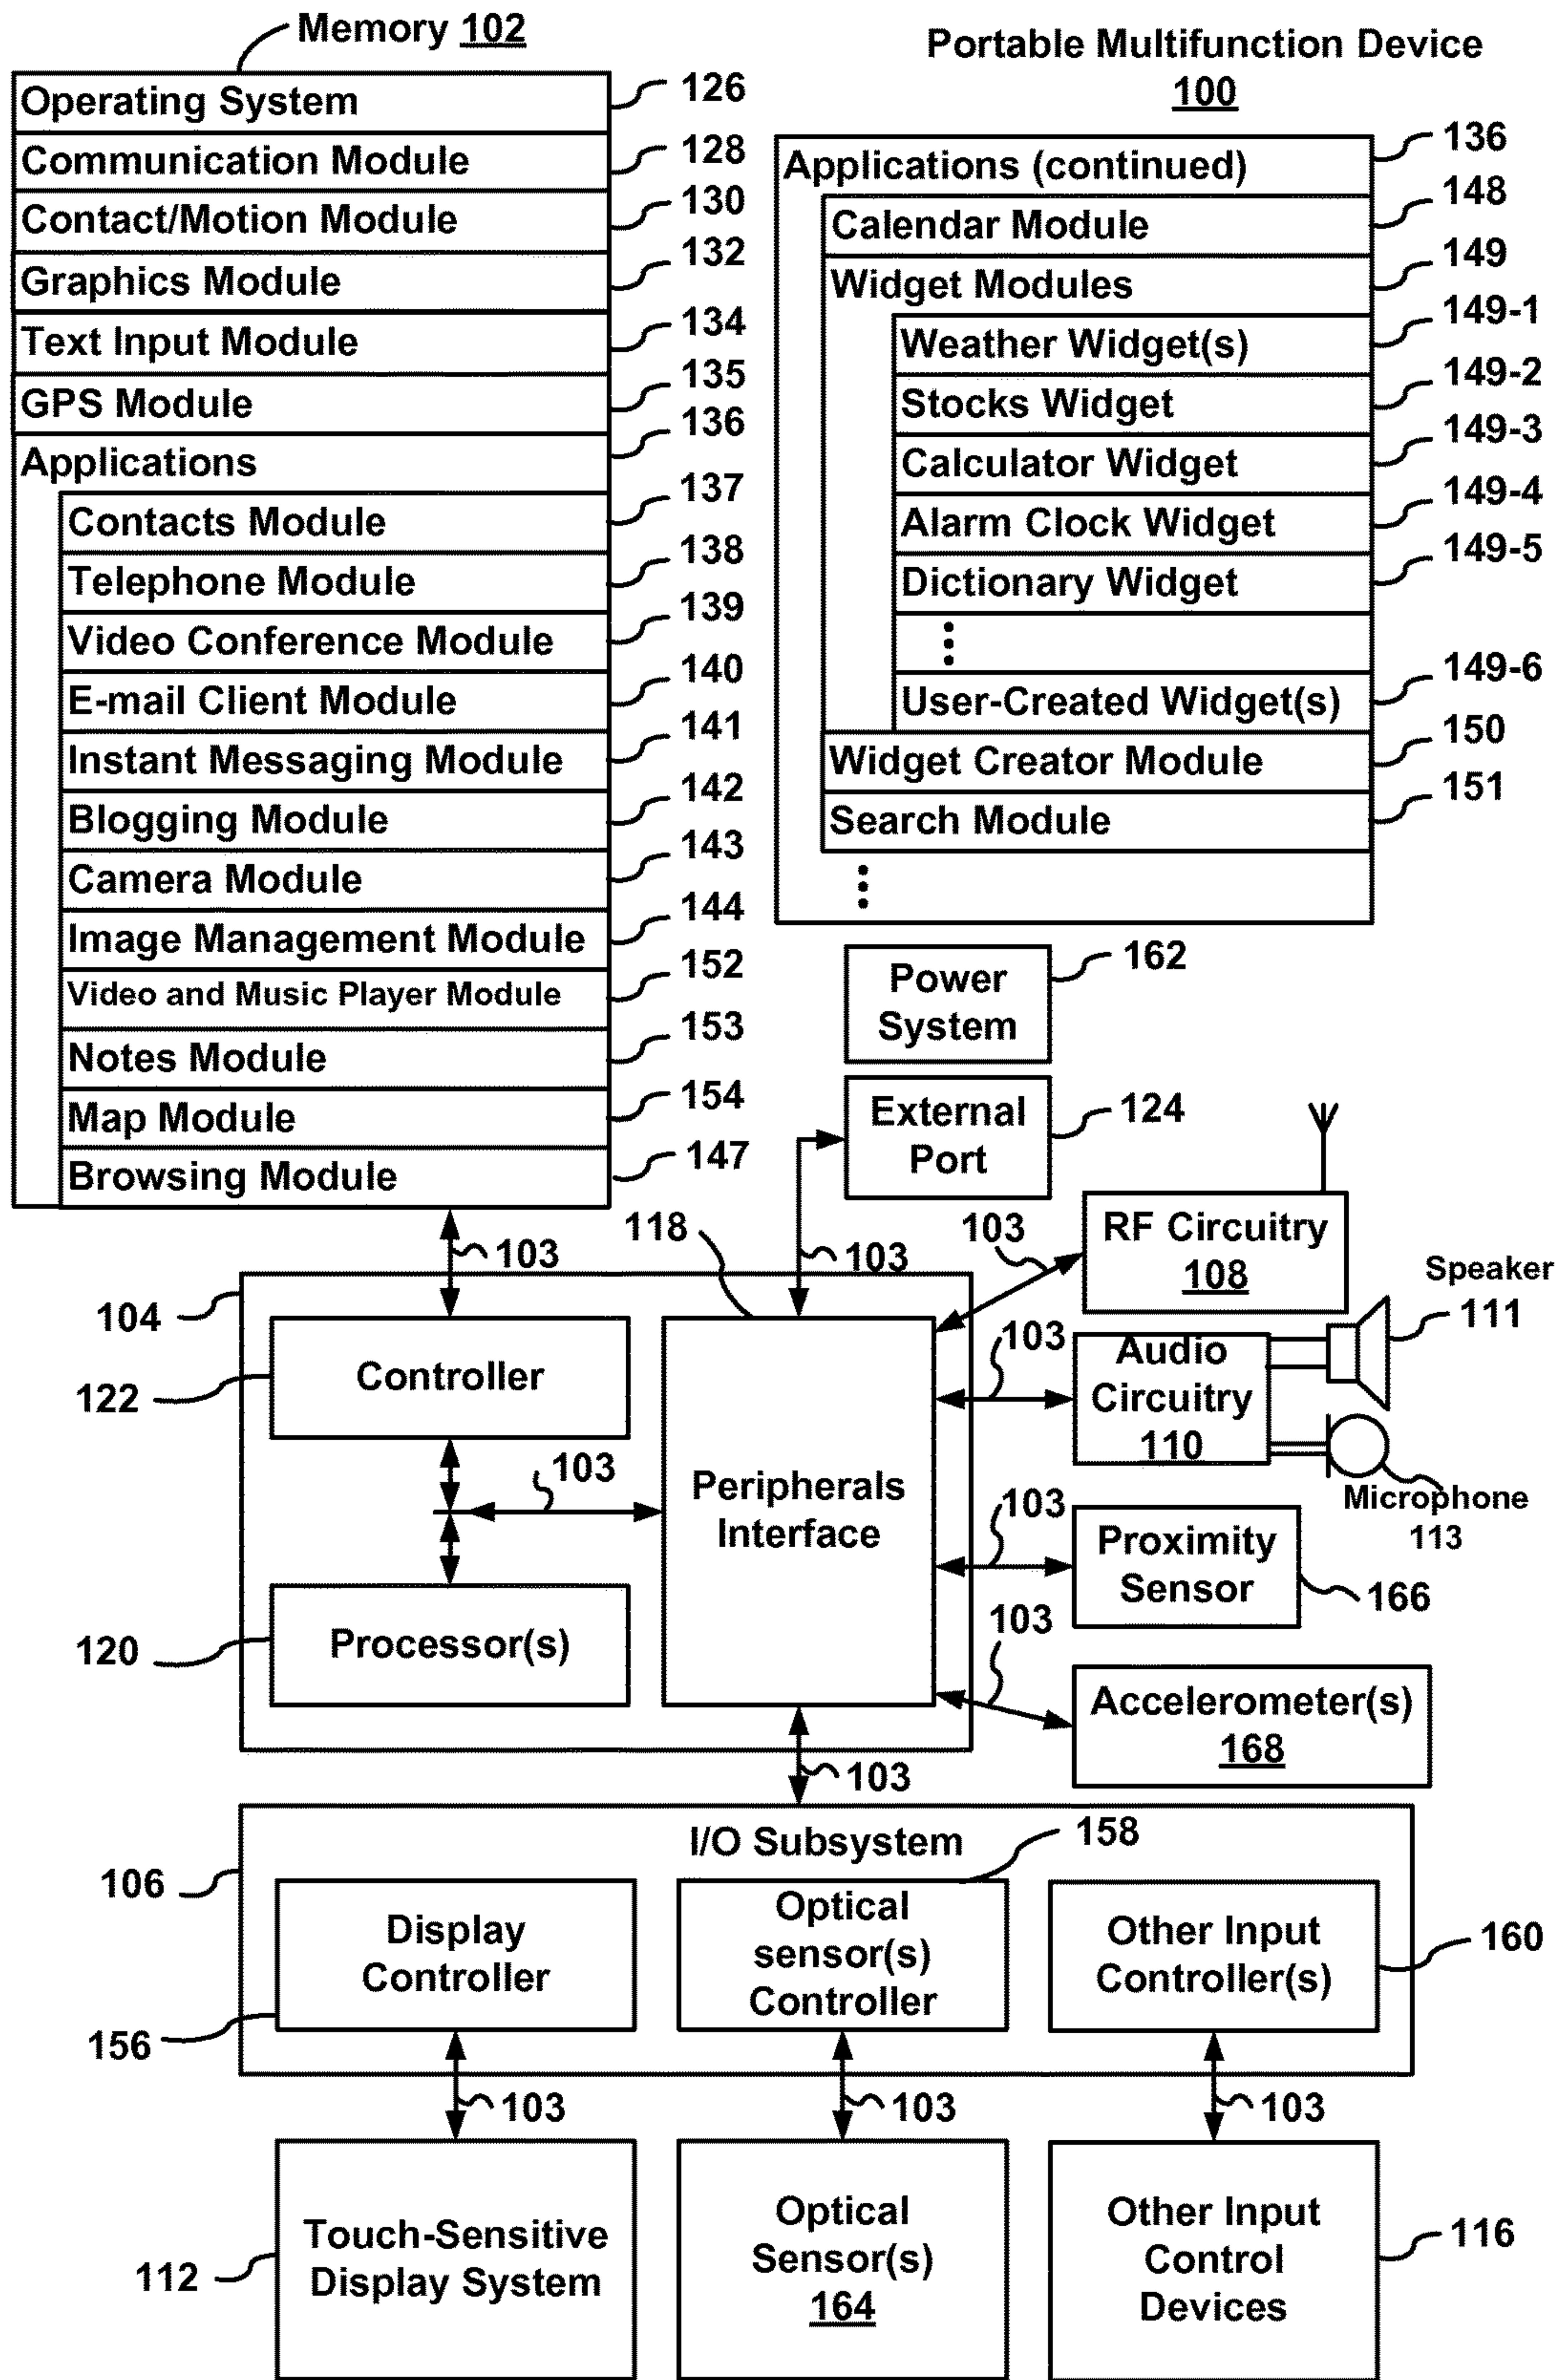 Memory 102
Portable Multifunction Device
100
Operating System
126
Communication Module
128
Contact/Motion Module
130
Graphics Module
132
Text Input Module
134
GPS Module
135
Applications
136
Contacts Module
137
Telephone Module
138
Video Conference Module
139
E-mail Client Module
140
Instant Messaging Module
141
Blogging Module
142
Camera Module
143
Image Management Module
144
Video and Music Player Module
152
Notes Module
153
Map Module
154
Browsing Module
147
Applications (continued)
136
Calendar Module
148
Widget Modules
149
Weather Widget(s)
149-1
Stocks Widget
149-2
Calculator Widget
149-3
Alarm Clock Widget
149-4
Dictionary Widget
149-5
User-Created Widget(s)
149-6
Widget Creator Module
150
Search Module
151
Power
System
162
External
Port
124
RF Circuitry
108
103
103
118
103
104
Controller
122
Speaker
111
103
Audio
Circuitry
110
Microphone
113
103
Peripherals
Interface
103
Proximity
Sensor
166
Processor(s)
120
103
Accelerometer(s)
168
103
I/O Subsystem
106
158
Display
Controller
156
Optical
sensor(s)
Controller
Other Input
Controller(s)
160
103
103
103
Touch-Sensitive
Display System
112
Optical
Sensor(s)
164
Other Input
Control
Devices
116